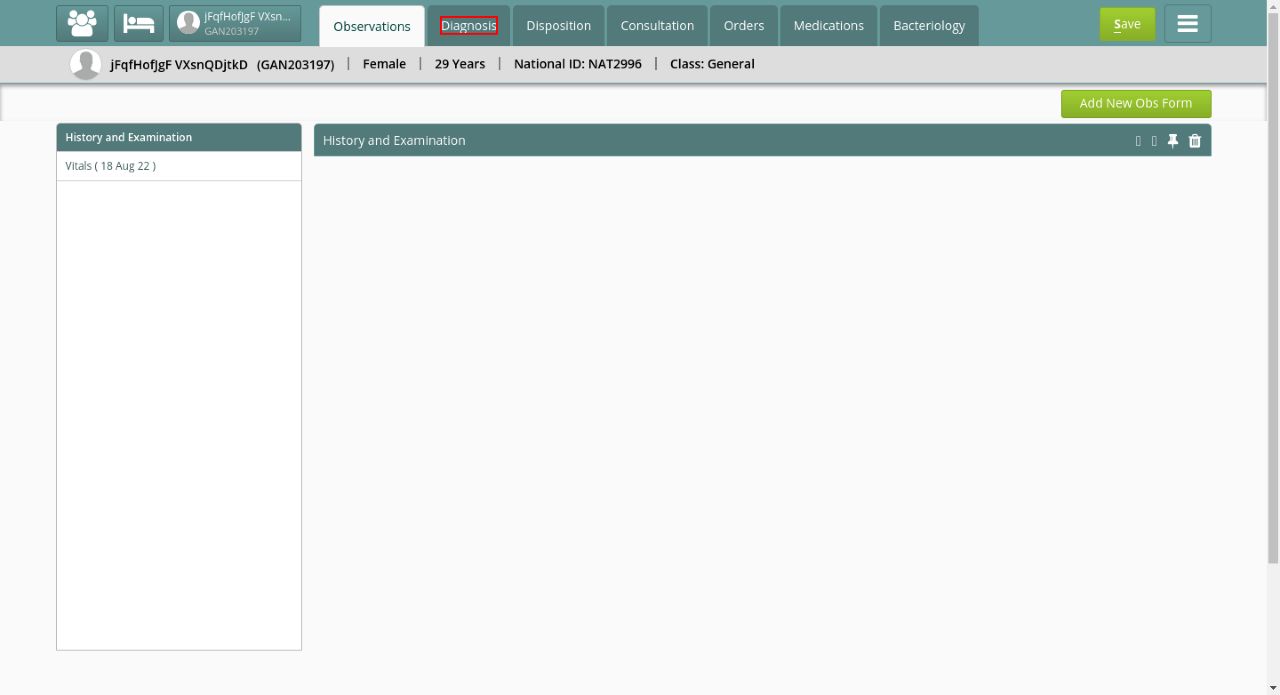 jFqfHofJgF VXsn...
GAN203197
Observations
Diagnosis
Disposition
Consultation
Orders
Medications
Bacteriology
Save
jFqfHofJgF VXsnQDjtkD (GAN203197) | Female | 29 Years | National ID: NAT2996 | Class: General
Add New Obs Form
History and Examination
Vitals ( 18 Aug 22 )
History and Examination